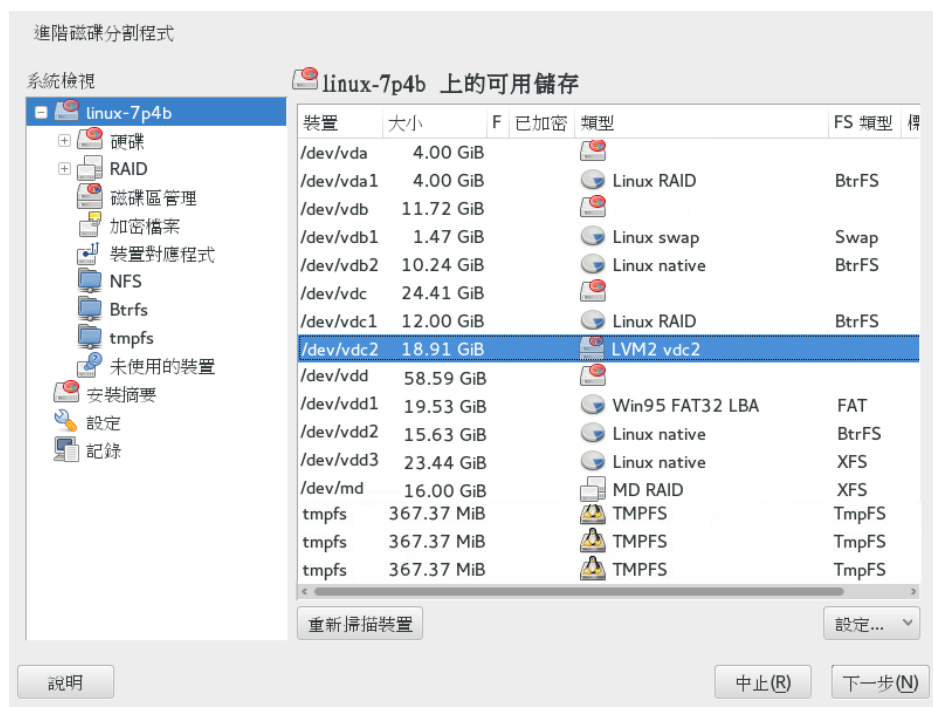 進階磁碟分割程式
系統檢視
linux-7p4b
硬碟
RAID
磁碟區管理
加密檔案
裝置對應程式
NFS
Btrfs
tmpfs
未使用的裝置
安裝摘要
設定
記錄
linux-7p4b 上的可用儲存
裝置 大小 F 已加密 類型 FS 類型 標
/dev/vda 4.00 GiB
/dev/vda1 4.00 GiB Linux RAID BtrFS
/dev/vdb 11.72 GiB
/dev/vdb1 1.47 GiB Linux swap Swap
/dev/vdb2 10.24 GiB Linux native BtrFS
/dev/vdc 24.41 GiB
/dev/vdc1 12.00 GiB Linux RAID BtrFS
/dev/vdc2 18.91 GiB LVM2 vdc2
/dev/vdd 58.59 GiB
/dev/vdd1 19.53 GiB Win95 FAT32 LBA FAT
/dev/vdd2 15.63 GiB Linux native BtrFS
/dev/vdd3 23.44 GiB Linux native XFS
/dev/md 16.00 GiB MD RAID XFS
tmpfs 367.37 MiB TMPFS TmpFS
tmpfs 367.37 MiB TMPFS TmpFS
tmpfs 367.37 MiB TMPFS TmpFS
重新掃描裝置 設定...
說明 中止(R) 下一步(N)